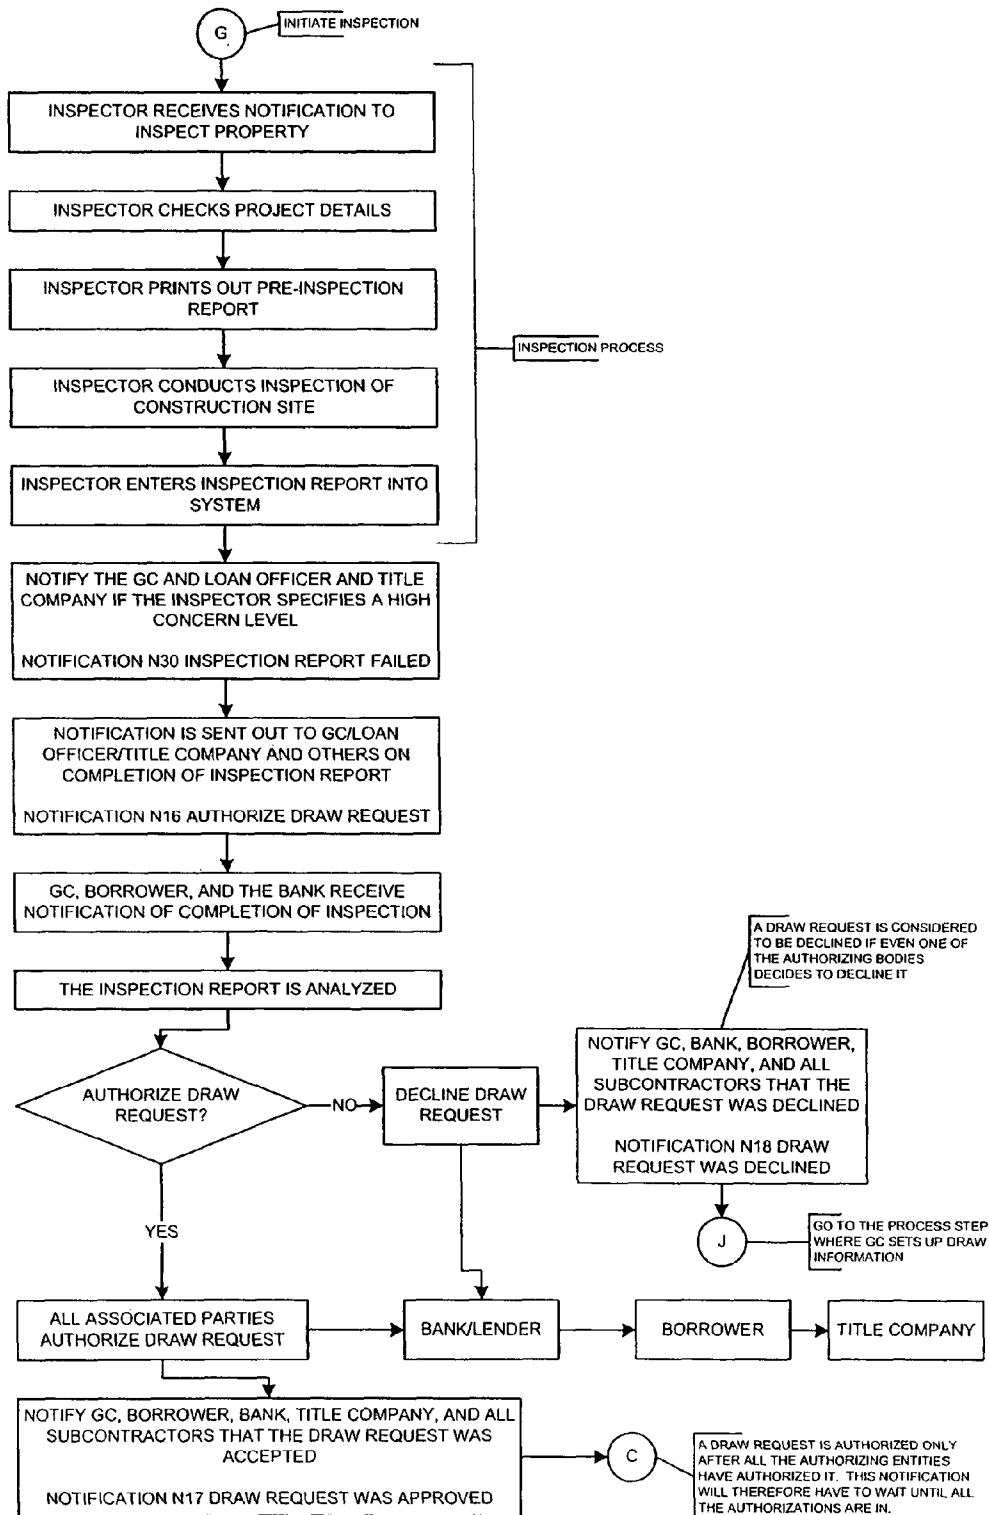 G
INITIATE INSPECTION
INSPECTOR RECEIVES NOTIFICATION TO
INSPECT PROPERTY
INSPECTOR CHECKS PROJECT DETAILS
INSPECTOR PRINTS OUT PRE-INSPECTION
REPORT
INSPECTION PROCESS
INSPECTOR CONDUCTS INSPECTION OF
CONSTRUCTION SITE
INSPECTOR ENTERS INSPECTION REPORT INTO
SYSTEM
NOTIFY THE GC AND LOAN OFFICER AND TITLE
COMPANY IF THE INSPECTOR SPECIFIES A HIGH
CONCERN LEVEL
NOTIFICATION N30 INSPECTION REPORT FAILED
NOTIFICATION IS SENT OUT TO GC/LOAN
OFFICER/TITLE COMPANY AND OTHERS ON
COMPLETION OF INSPECTION REPORT
NOTIFICATION N16 AUTHORIZE DRAW REQUEST
GC, BORROWER, AND THE BANK RECEIVE
NOTIFICATION OF COMPLETION OF INSPECTION
THE INSPECTION REPORT IS ANALYZED
A DRAW REQUEST IS CONSIDERED
TO BE DECLINED IF EVEN ONE OF
THE AUTHORIZING BODIES
DECIDES TO DECLINE IT
AUTHORIZE DRAW
REQUEST?
NO
DECLINE DRAW
REQUEST
NOTIFY GC, BANK, BORROWER,
TITLE COMPANY, AND ALL
SUBCONTRACTORS THAT THE
DRAW REQUEST WAS DECLINED
NOTIFICATION N18 DRAW
REQUEST WAS DECLINED
YES
J
GO TO THE PROCESS STEP
WHERE GC SETS UP DRAW
INFORMATION
ALL ASSOCIATED PARTIES
AUTHORIZE DRAW REQUEST
BANK/LENDER
BORROWER
TITLE COMPANY
NOTIFY GC, BORROWER, BANK, TITLE COMPANY, AND ALL
SUBCONTRACTORS THAT THE DRAW REQUEST WAS
ACCEPTED
NOTIFICATION N17 DRAW REQUEST WAS APPROVED
C
A DRAW REQUEST IS AUTHORIZED ONLY
AFTER ALL THE AUTHORIZING ENTITIES
HAVE AUTHORIZED IT. THIS NOTIFICATION
WILL THEREFORE HAVE TO WAIT UNTIL ALL
THE AUTHORIZATIONS ARE IN.